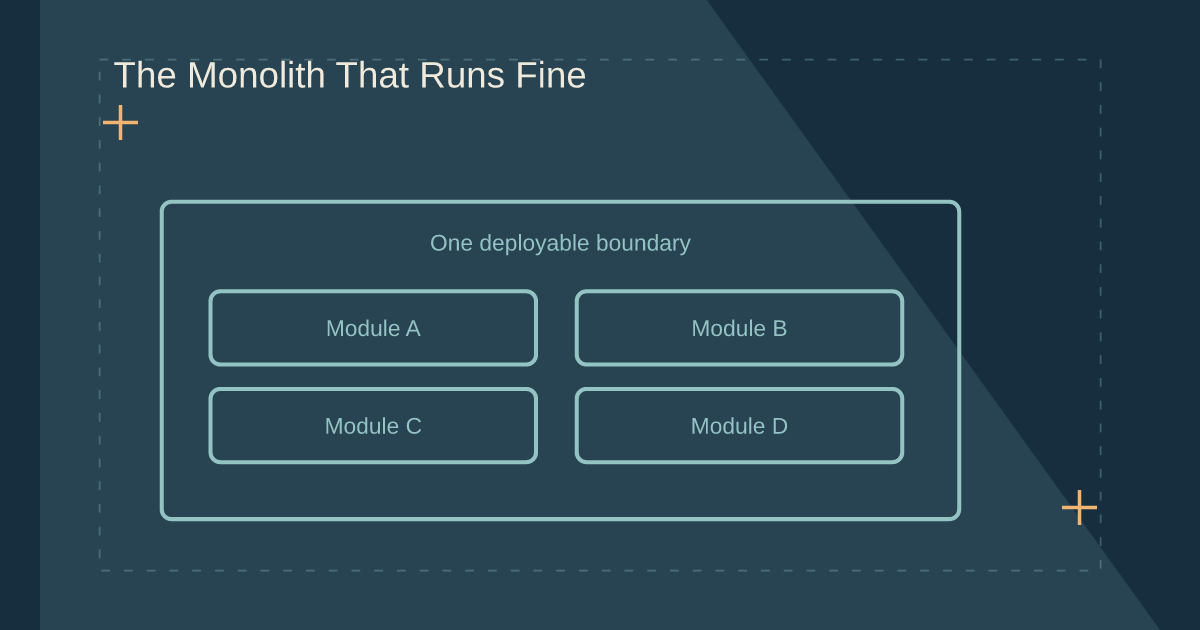 The Monolith That Runs Fine
One deployable boundary
Module A
Module B
Module C
Module D